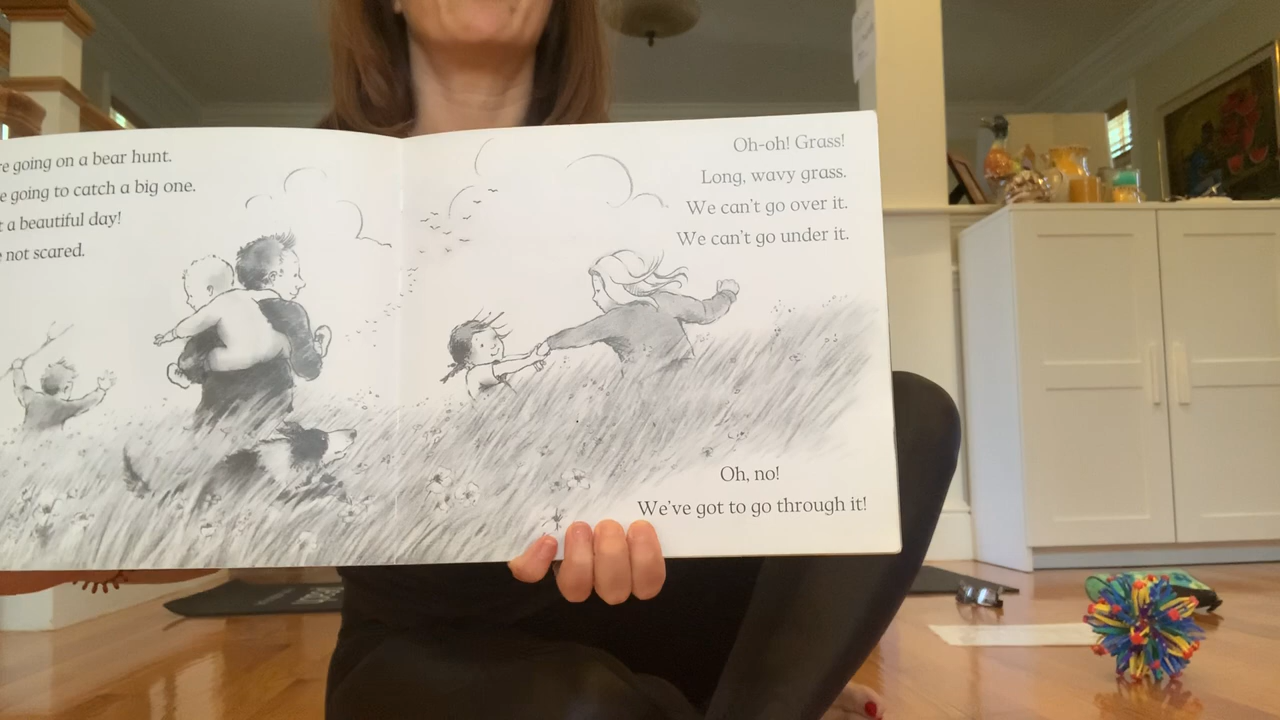 going on a bear hunt.
going to catch a big one.
a beautiful day!
not scared.
Oh-oh! Grass!
Long, wavy grass.
We can't go over it.
We can't go under it.
Oh, no!
We've got to go through it!